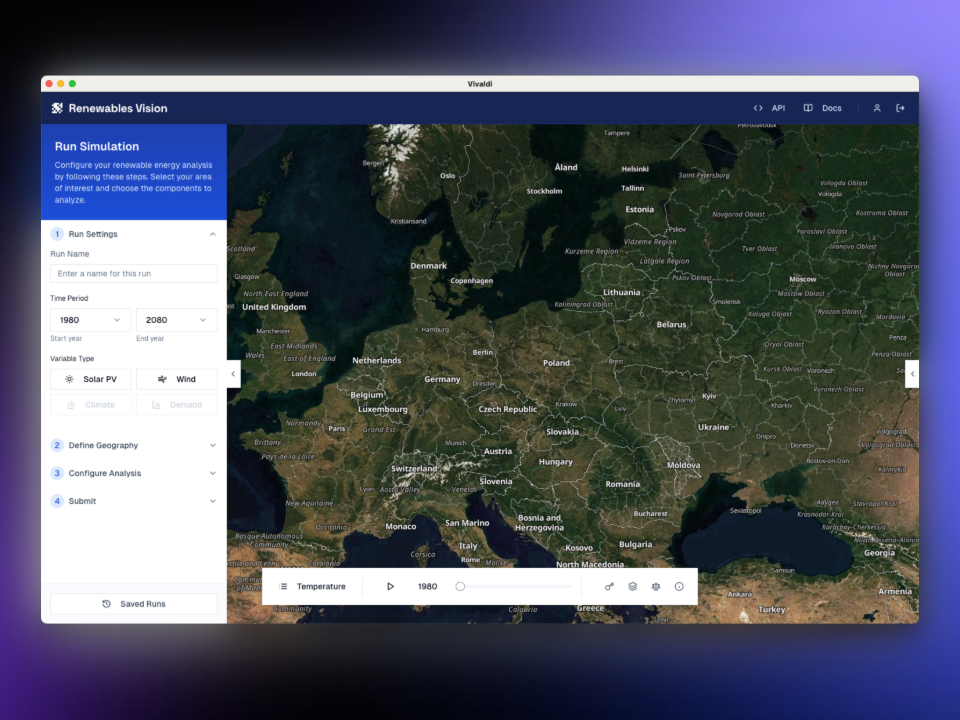 Vivaldi
Renewables Vision
API
Docs
Run Simulation
Configure your renewable energy analysis
by following these steps. Select your area
of interest and choose the components to
analyze.
1 Run Settings
Run Name
Enter a name for this run
Time Period
1980
2080
Start year
End year
Variable Type
Solar PV
Wind
Climate
Demand
2 Define Geography
3 Configure Analysis
4 Submit
Saved Runs
Tampere
Petrozavodsk
Bergen
Åland
Helsinki
Oslo
Saint Petersburg
Stockholm
Tallinn
Vologda Oblast
Vologda
Estonia
Kostroma Oblast
Novgorod Oblast
Kristiansand
Pskov
Yaroslavl Oblast
Scotland
Vidzeme Region
Ivanovo Oblast
Kurzeme Region
Tver Oblast
Latgale Region
Denmark
Glasgow
Pskov Oblast
Moscow
Copenhagen
North East England
Lithuania
Moscow Oblast
United Kingdom
Kaliningrad Oblast
Smolensk
Kaluga Oblast
Ryazan Oblast
Mordovia
Belarus
Manchester
Hamburg
Penza
East Midlands
Oryol Oblast
Wales
East of England
Berlin
Penza Oblast
Netherlands
Poland
Brest
London
Kursk Oblast
Voronezh
Germany
Dresden
Voronezh Oblast
Belgium
Zhytomyr
Kyiv
Luxembourg
Czech Republic
Krakow
Lviv
Kharkiv
Normandy
Paris
Grand Est
Slovakia
Ukraine
Volgograd
Brittany
Munich
Dnipro
Donetsk
Volgograd Oblast
Pays de la Loire
Austria
Hungary
Moldova
Rostov-on-Don
Switzerland
Kalmykia
Slovenia
Romania
Lyon
Aosta Valley
New Aquitaine
Bucharest
Sevastopol
Adygea
Stavropol Krai
Krasnodar Krai
Bosnia and
Herzegovina
Monaco
San Marino
Occitania
Karachay-Cherkessia
Basque Autonomous
Community
Italy
Kosovo
Bulgaria
Corsica
Georgia
Rome
Molise
North Macedonia
Catalonia
Samsun
Temperature
1980
Ankara
Armenia
Community
Calabria
Greece
Turkey